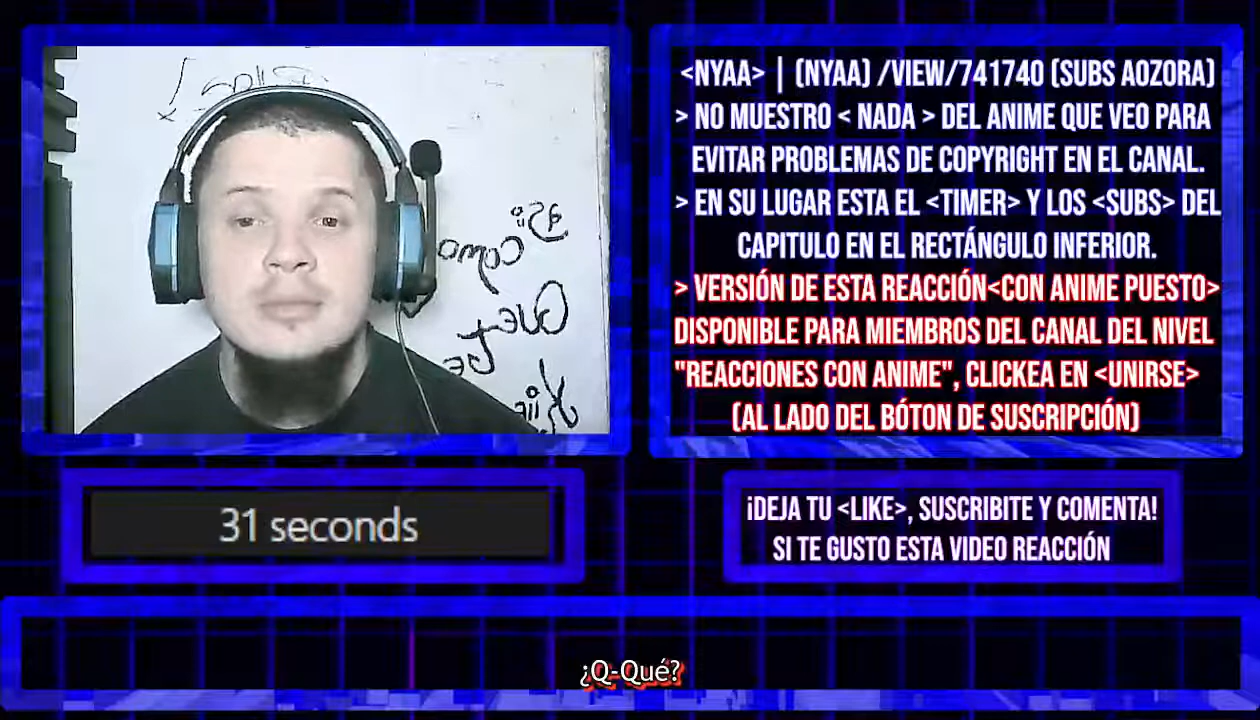 <NYAA> | (NYAA) /VIEW/741740 (SUBS AOZORA)
> NO MUESTRO < NADA > DEL ANIME QUE VEO PARA
EVITAR PROBLEMAS DE COPYRIGHT EN EL CANAL.
> EN SU LUGAR ESTA EL <TIMER> Y LOS <SUBS> DEL
CAPITULO EN EL RECTÁNGULO INFERIOR.
> VERSIÓN DE ESTA REACCIÓN<CON ANIME PUESTO>
DISPONIBLE PARA MIEMBROS DEL CANAL DEL NIVEL
"REACCIONES CON ANIME", CLICKEA EN <UNIRSE>
(AL LADO DEL BÓTON DE SUSCRIPCIÓN)
como
Que
31 seconds
¡DEJA TU <LIKE>, SUSCRIBITE Y COMENTA!
SI TE GUSTO ESTA VIDEO REACCIÓN
¿Q-Qué?